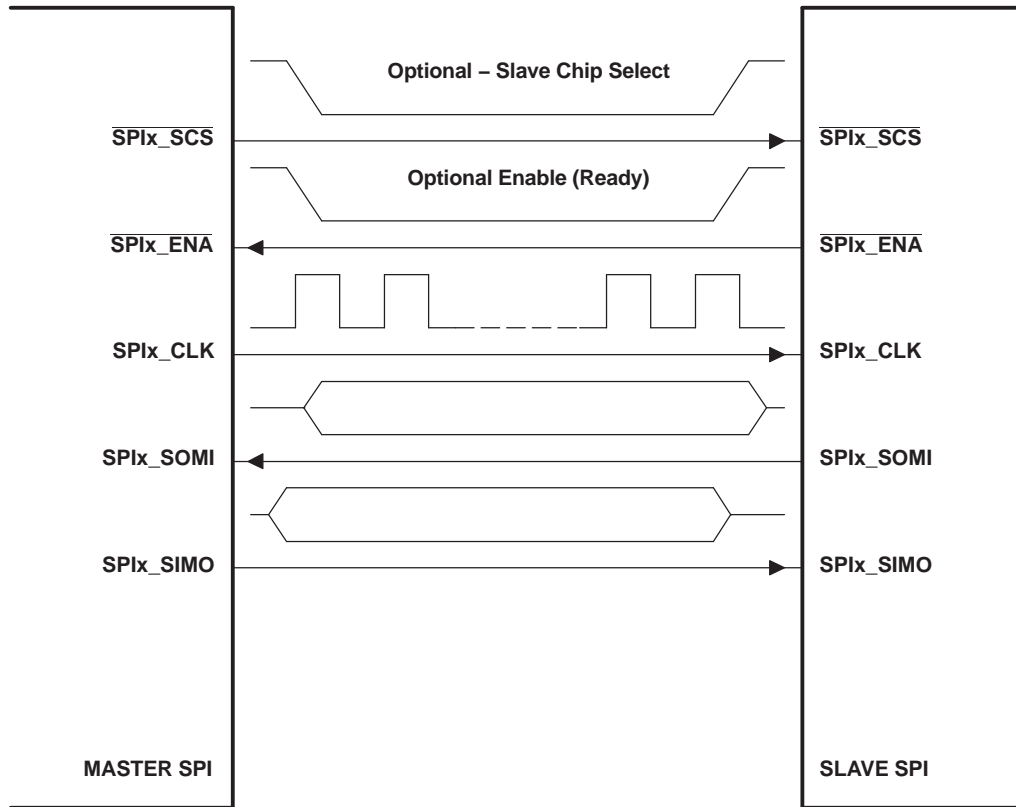 Optional – Slave Chip Select
SPIx_SCS SPIx_SCS
Optional Enable (Ready)
SPIx_ENA SPIx_ENA
SPIx_CLK SPIx_CLK
SPIx_SOMI SPIx_SOMI
SPIx_SIMO SPIx_SIMO
MASTER SPI SLAVE SPI